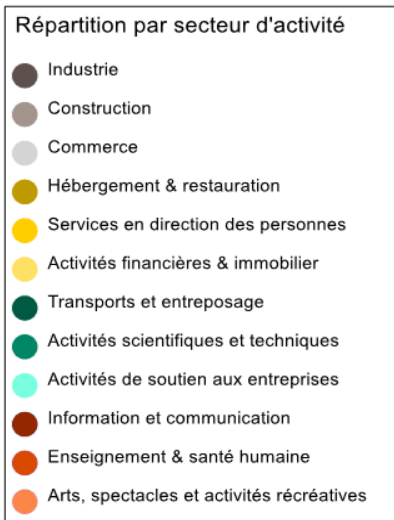 Répartition par secteur d'activité
Industrie
Construction
Commerce
Hébergement & restauration
Services en direction des personnes
Activités financières & immobilier
Transports et entreposage
Activités scientifiques et techniques
Activités de soutien aux entreprises
Information et communication
Enseignement & santé humaine
Arts, spectacles et activités récréatives